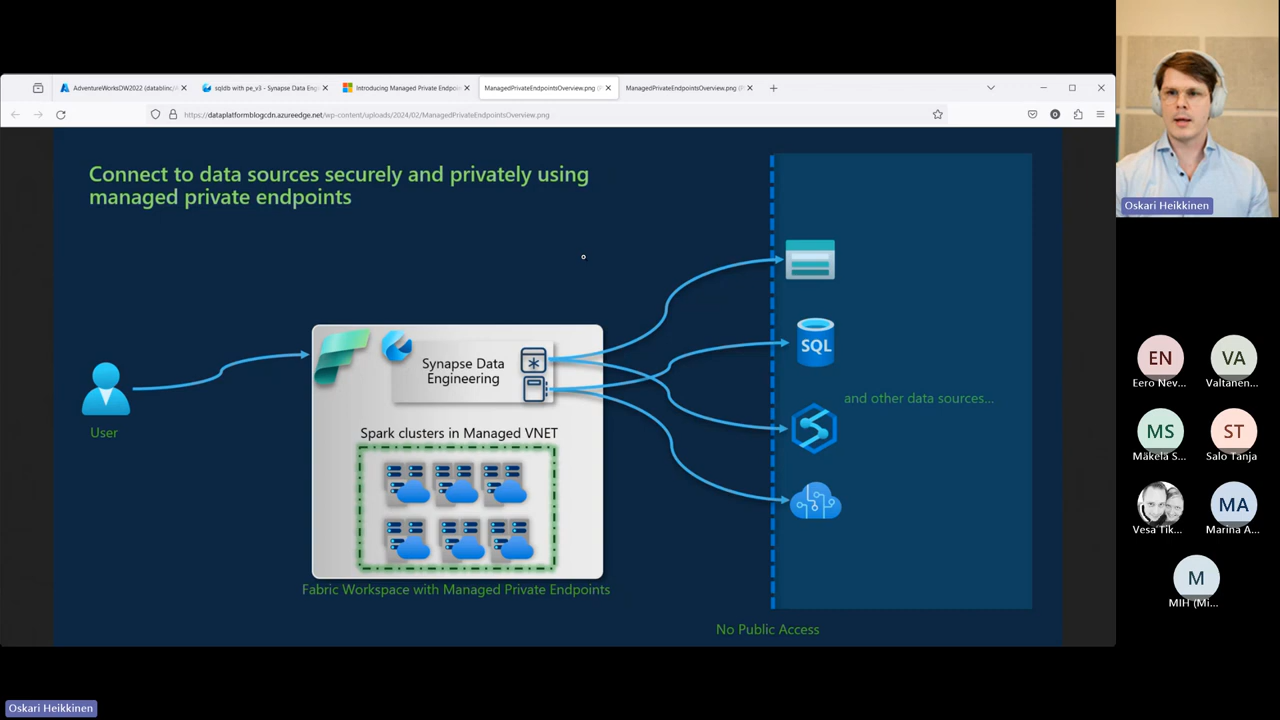 AdventureWorksDW2022 (datablinc/
sqldb with pe_v3 - Synapse Data Eng
Introducing Managed Private Endpoin
ManagedPrivateEndpointsOverview.png (
ManagedPrivateEndpointsOverview.png (PN
https://dataplatformblogcdn.azureedge.net/wp-content/uploads/2024/02/ManagedPrivateEndpointsOverview.png
Connect to data sources securely and privately using
managed private endpoints
User
Synapse Data
Engineering
Spark clusters in Managed VNET
Fabric Workspace with Managed Private Endpoints
SQL
and other data sources...
No Public Access
Oskari Heikkinen
EN
Eero Nev...
VA
Valtanen...
MS
Mäkelä S...
ST
Salo Tanja
Vesa Tik...
MA
Marina A...
M
MIH (Mi...
Oskari Heikkinen